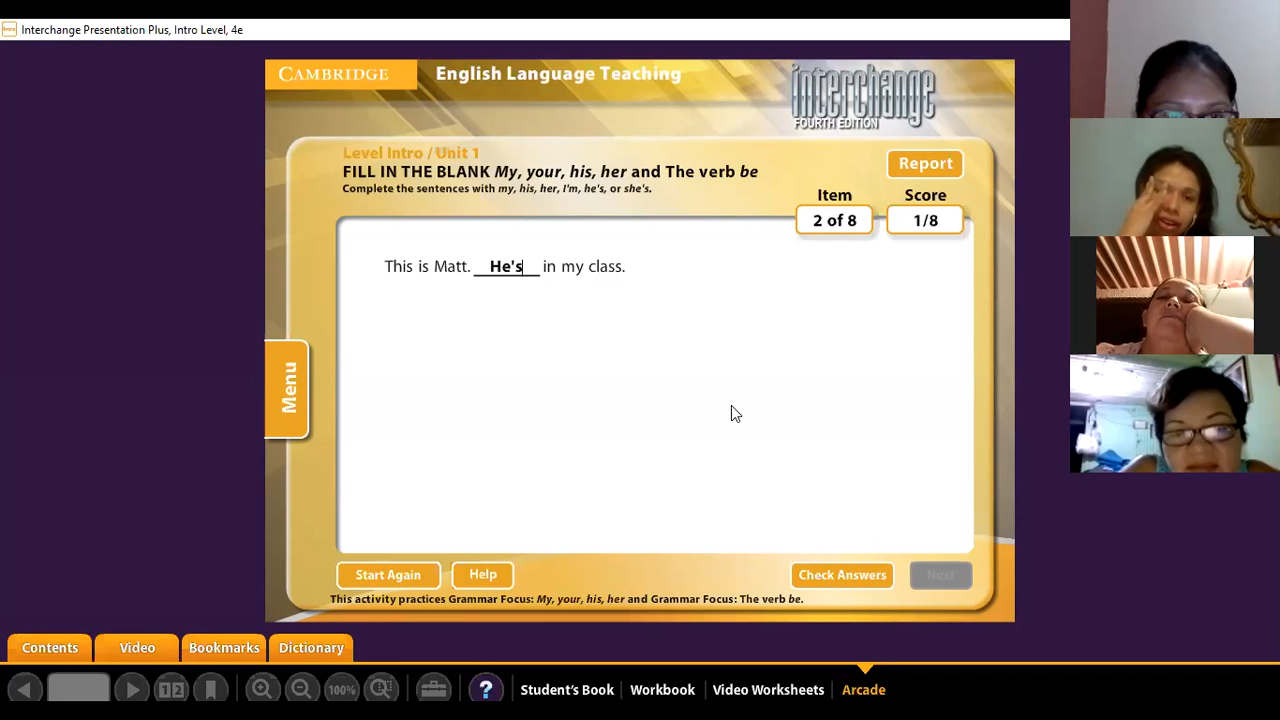 Interchange Presentation Plus, Intro Level, 4e
CAMBRIDGE
English Language Teaching
interchange
FOURTH EDITION
Level Intro / Unit 1
FILL IN THE BLANK My, your, his, her and The verb be
Complete the sentences with my, his, her, I'm, he's, or she's.
Report
Item
Score
2 of 8
1/8
This is Matt. He's in my class.
Menu
Start Again
Help
Check Answers
Next
This activity practices Grammar Focus: My, your, his, her and Grammar Focus: The verb be.
Contents
Video
Bookmarks
Dictionary
1 2
100%
?
Student's Book
Workbook
Video Worksheets
Arcade